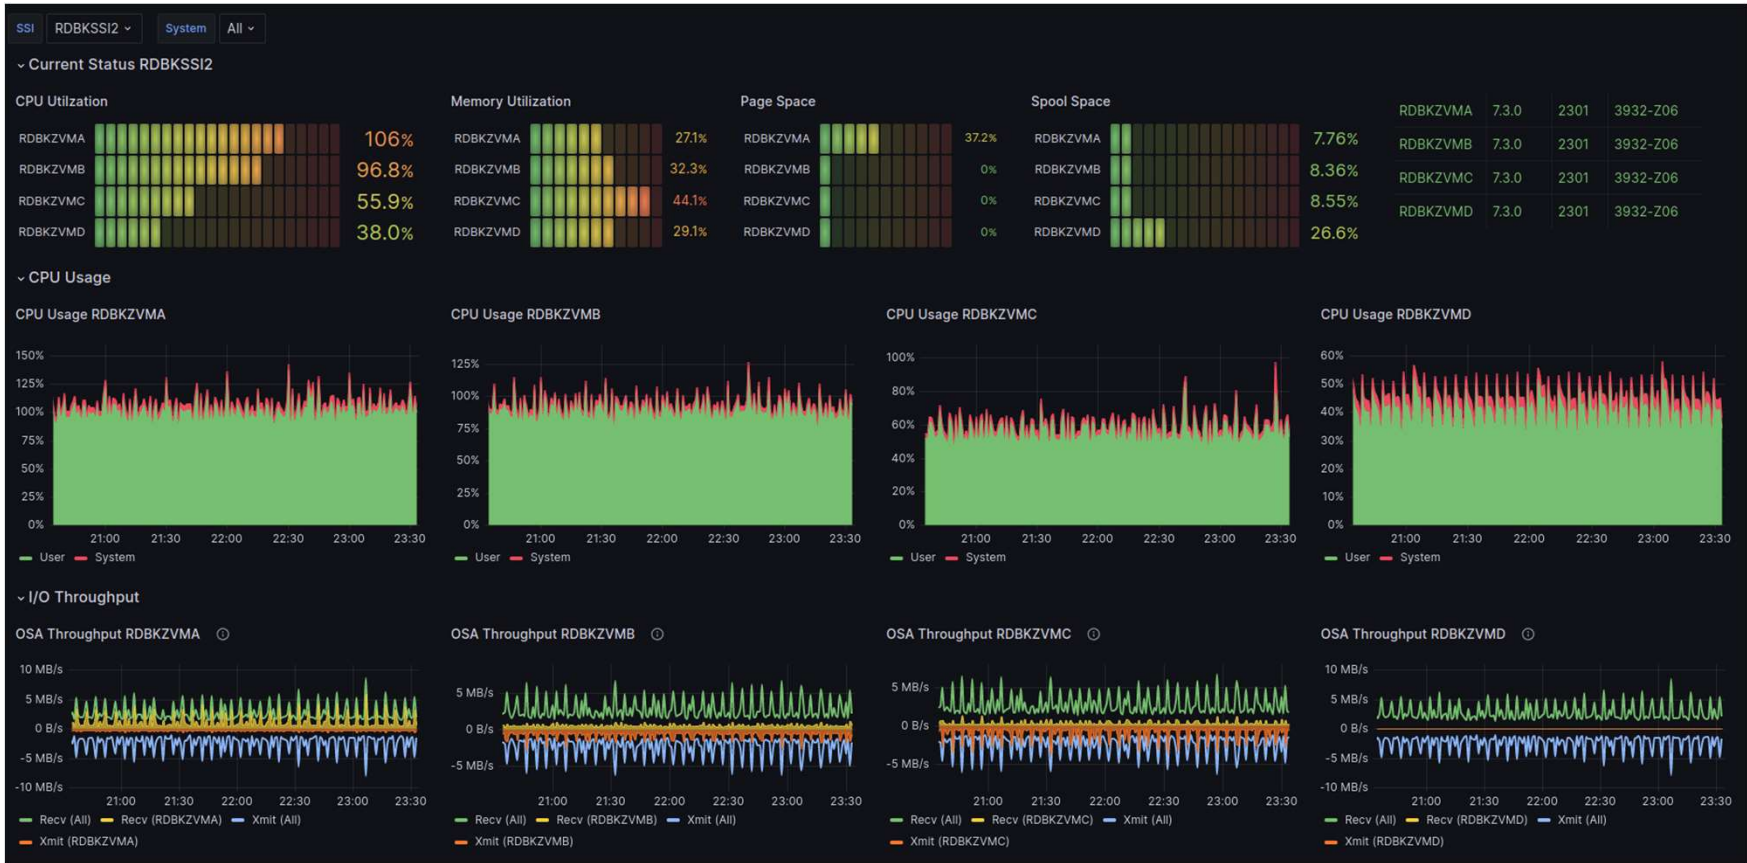 SSI RDBKSSI2 System All
Current Status RDBKSSI2
CPU Utilzation
RDBKZVMA 106%
RDBKZVMB 96.8%
RDBKZVMC 55.9%
RDBKZVMD 38.0%
Memory Utilization
RDBKZVMA 27.1%
RDBKZVMB 32.3%
RDBKZVMC 44.1%
RDBKZVMD 29.1%
Page Space
RDBKZVMA 37.2%
RDBKZVMB 0%
RDBKZVMC 0%
RDBKZVMD 0%
Spool Space
RDBKZVMA 7.76%
RDBKZVMB 8.36%
RDBKZVMC 8.55%
RDBKZVMD 26.6%
RDBKZVMA 7.3.0 2301 3932-Z06
RDBKZVMB 7.3.0 2301 3932-Z06
RDBKZVMC 7.3.0 2301 3932-Z06
RDBKZVMD 7.3.0 2301 3932-Z06
CPU Usage
CPU Usage RDBKZVMA
150%
125%
100%
75%
50%
25%
0%
21:00 21:30 22:00 22:30 23:00 23:30
User System
CPU Usage RDBKZVMB
125%
100%
75%
50%
25%
0%
21:00 21:30 22:00 22:30 23:00 23:30
User System
CPU Usage RDBKZVMC
100%
80%
60%
40%
20%
0%
21:00 21:30 22:00 22:30 23:00 23:30
User System
CPU Usage RDBKZVMD
60%
50%
40%
30%
20%
10%
0%
21:00 21:30 22:00 22:30 23:00 23:30
User System
I/O Throughput
OSA Throughput RDBKZVMA
10 MB/s
5 MB/s
0 B/s
-5 MB/s
-10 MB/s
21:00 21:30 22:00 22:30 23:00 23:30
Recv (All) Recv (RDBKZVMA) Xmit (All)
Xmit (RDBKZVMA)
OSA Throughput RDBKZVMB
5 MB/s
0 B/s
-5 MB/s
21:00 21:30 22:00 22:30 23:00 23:30
Recv (All) Recv (RDBKZVMB) Xmit (All)
Xmit (RDBKZVMB)
OSA Throughput RDBKZVMC
5 MB/s
0 B/s
-5 MB/s
21:00 21:30 22:00 22:30 23:00 23:30
Recv (All) Recv (RDBKZVMC) Xmit (All)
Xmit (RDBKZVMC)
OSA Throughput RDBKZVMD
10 MB/s
5 MB/s
0 B/s
-5 MB/s
-10 MB/s
21:00 21:30 22:00 22:30 23:00 23:30
Recv (All) Recv (RDBKZVMD) Xmit (All)
Xmit (RDBKZVMD)